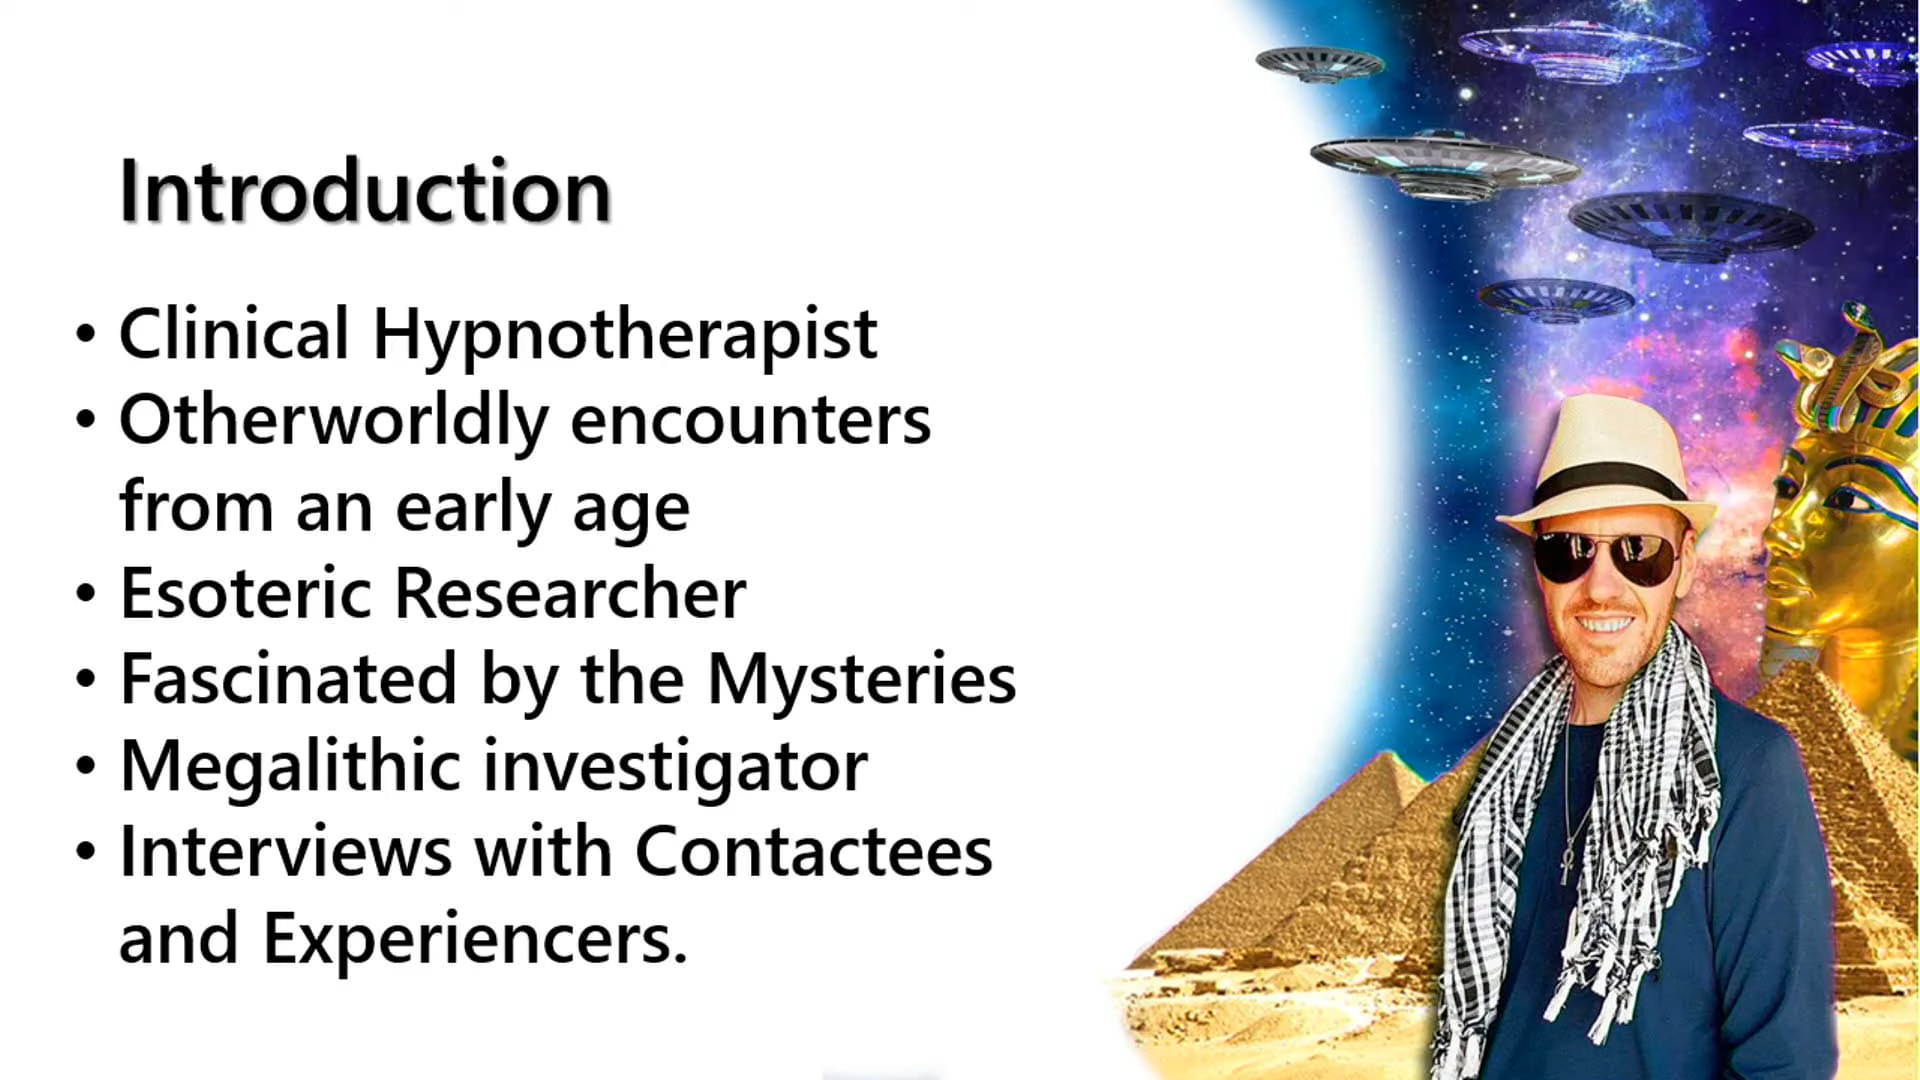 Introduction
• Clinical Hypnotherapist
• Otherworldly encounters
from an early age
• Esoteric Researcher
• Fascinated by the Mysteries
• Megalithic investigator
• Interviews with Contactees
and Experiencers.